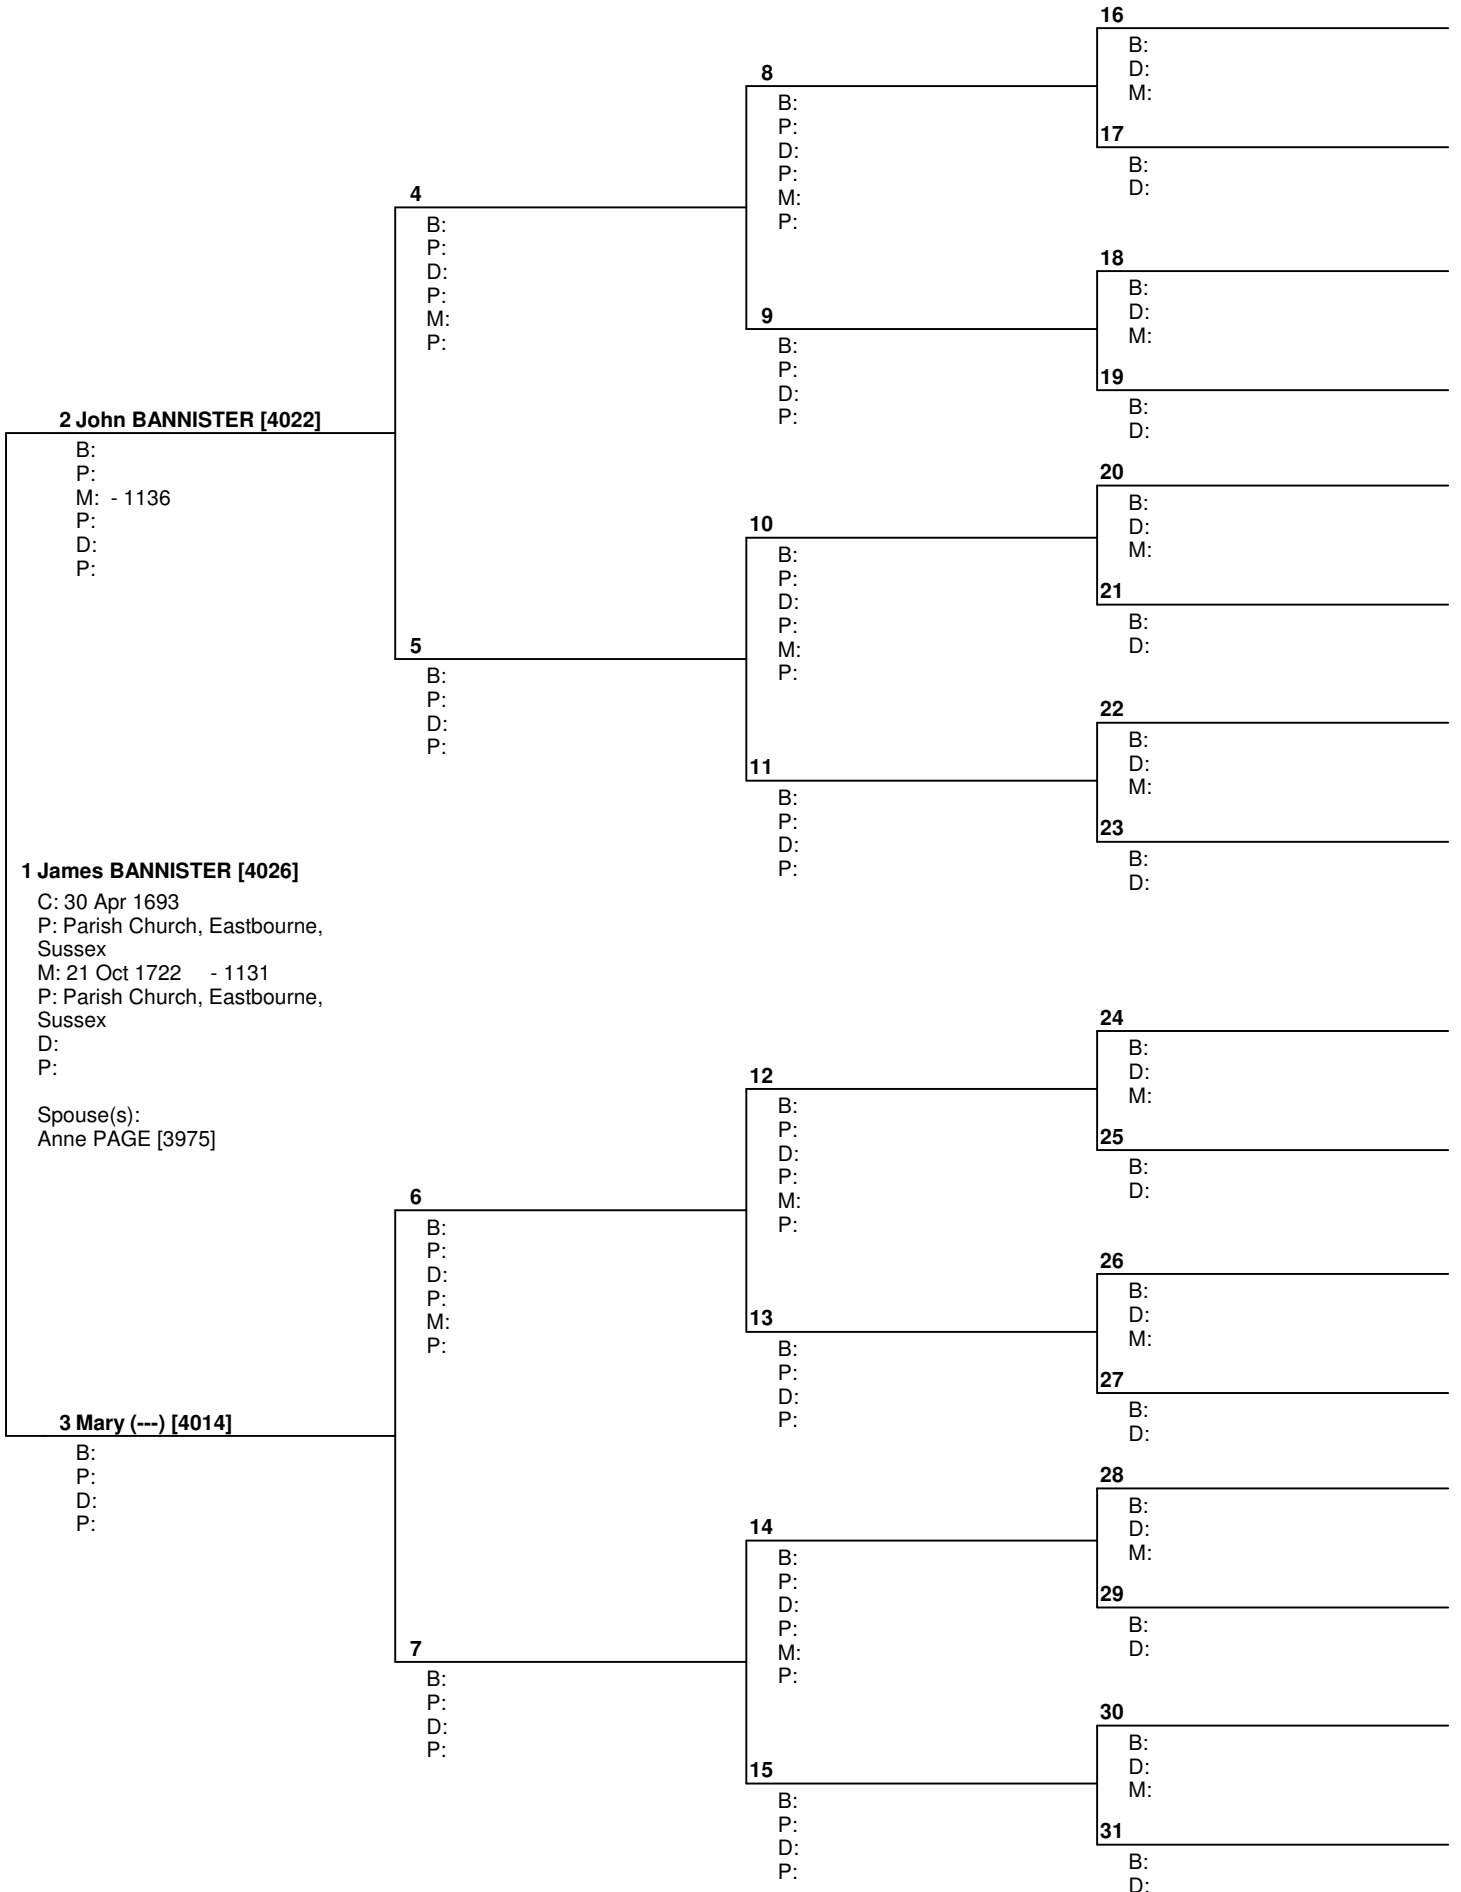 2 John BANNISTER [4022]
B:
P:
M: - 1136
P:
D:
P:
1 James BANNISTER [4026]
C: 30 Apr 1693
P: Parish Church, Eastbourne,
Sussex
M: 21 Oct 1722 - 1131
P: Parish Church, Eastbourne,
Sussex
D:
P:
Spouse(s):
Anne PAGE [3975]
3 Mary (---) [4014]
B:
P:
D:
P:
4
B:
P:
D:
P:
M:
P:
5
B:
P:
D:
P:
6
B:
P:
D:
P:
M:
P:
7
B:
P:
D:
P:
8
B:
P:
D:
P:
M:
P:
9
B:
P:
D:
P:
10
B:
P:
D:
P:
M:
P:
11
B:
P:
D:
P:
12
B:
P:
D:
P:
M:
P:
13
B:
P:
D:
P:
14
B:
P:
D:
P:
M:
P:
15
B:
P:
D:
P:
16
B:
D:
M:
17
B:
D:
18
B:
D:
M:
19
B:
D:
20
B:
D:
M:
21
B:
D:
22
B:
D:
M:
23
B:
D:
24
B:
D:
M:
25
B:
D:
26
B:
D:
M:
27
B:
D:
28
B:
D:
M:
29
B:
D:
30
B:
D:
M:
31
B:
D: